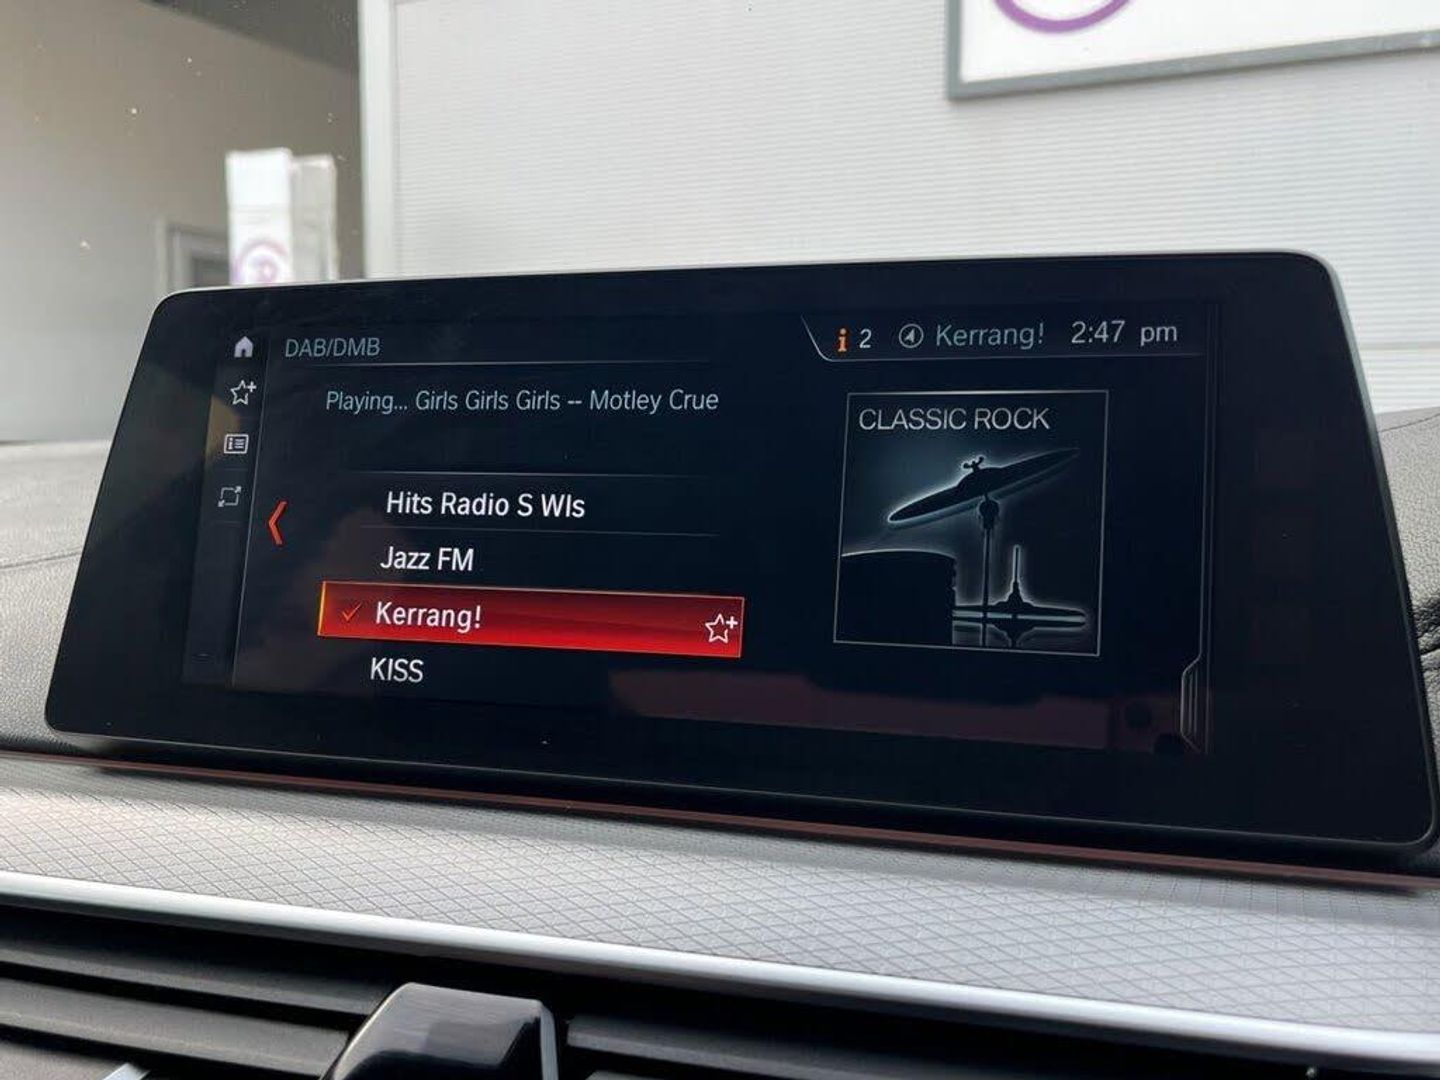 DAB/DMB
i 2 Kerrang! 2:47 pm
Playing... Girls Girls Girls -- Motley Crue
CLASSIC ROCK
Hits Radio S Wls
Jazz FM
Kerrang!
KISS